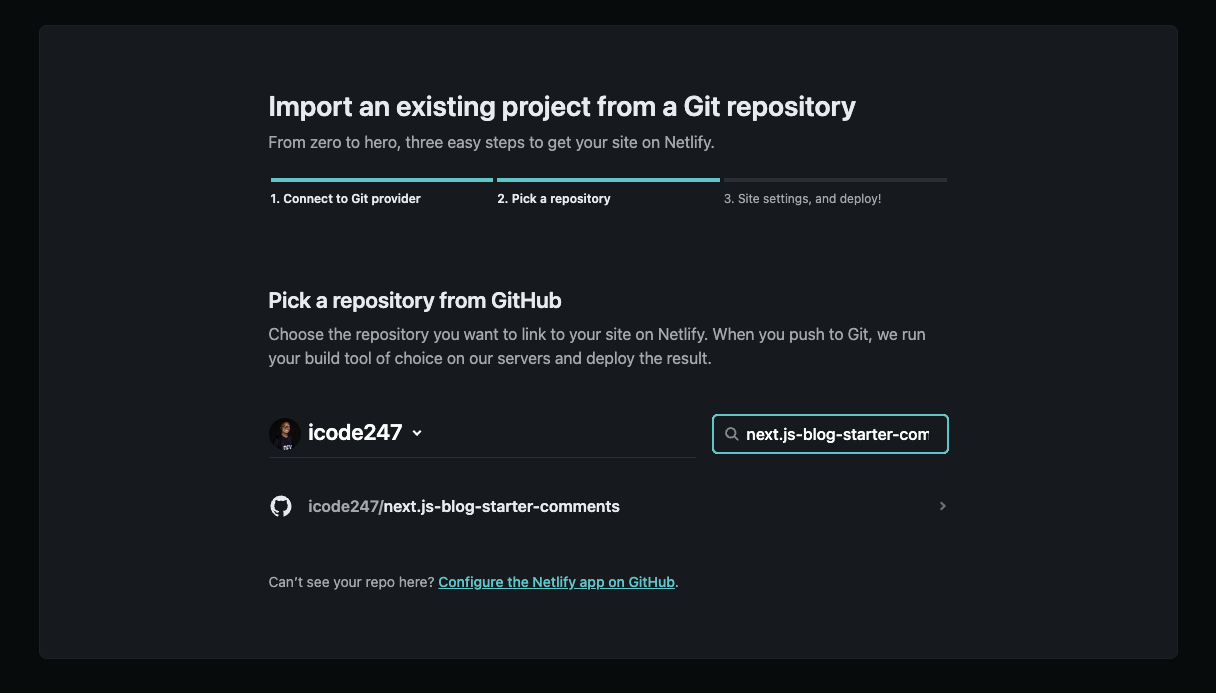 Import an existing project from a Git repository
From zero to hero, three easy steps to get your site on Netlify.
1. Connect to Git provider
2. Pick a repository
3. Site settings, and deploy!
Pick a repository from GitHub
Choose the repository you want to link to your site on Netlify. When you push to Git, we run
your build tool of choice on our servers and deploy the result.
icode247
next.js-blog-starter-com
icode247/next.js-blog-starter-comments
Can't see your repo here? Configure the Netlify app on GitHub.